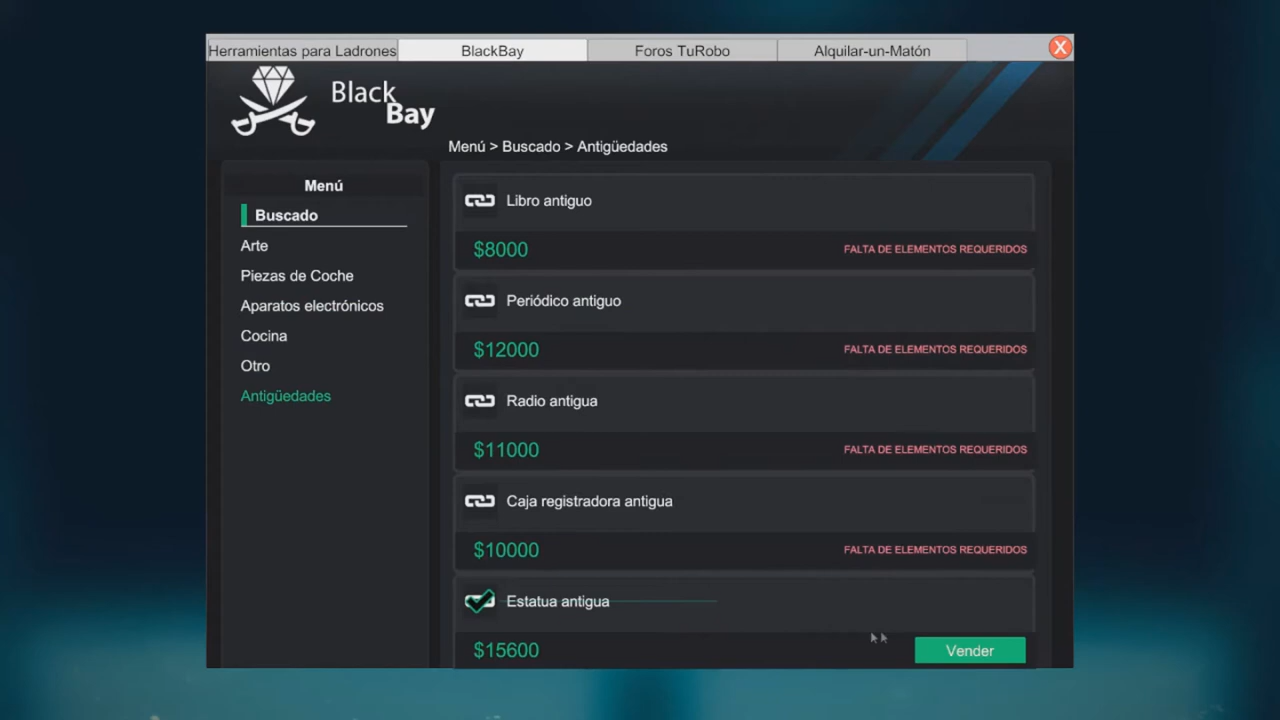 Herramientas para Ladrones
BlackBay
Foros TuRobo
Alquilar-un-Matón
X
Black
Bay
Menú > Buscado > Antigüedades
Menú
Buscado
Arte
Piezas de Coche
Aparatos electrónicos
Cocina
Otro
Antigüedades
Libro antiguo
$8000
FALTA DE ELEMENTOS REQUERIDOS
Periódico antiguo
$12000
FALTA DE ELEMENTOS REQUERIDOS
Radio antigua
$11000
FALTA DE ELEMENTOS REQUERIDOS
Caja registradora antigua
$10000
FALTA DE ELEMENTOS REQUERIDOS
Estatua antigua
$15600
Vender